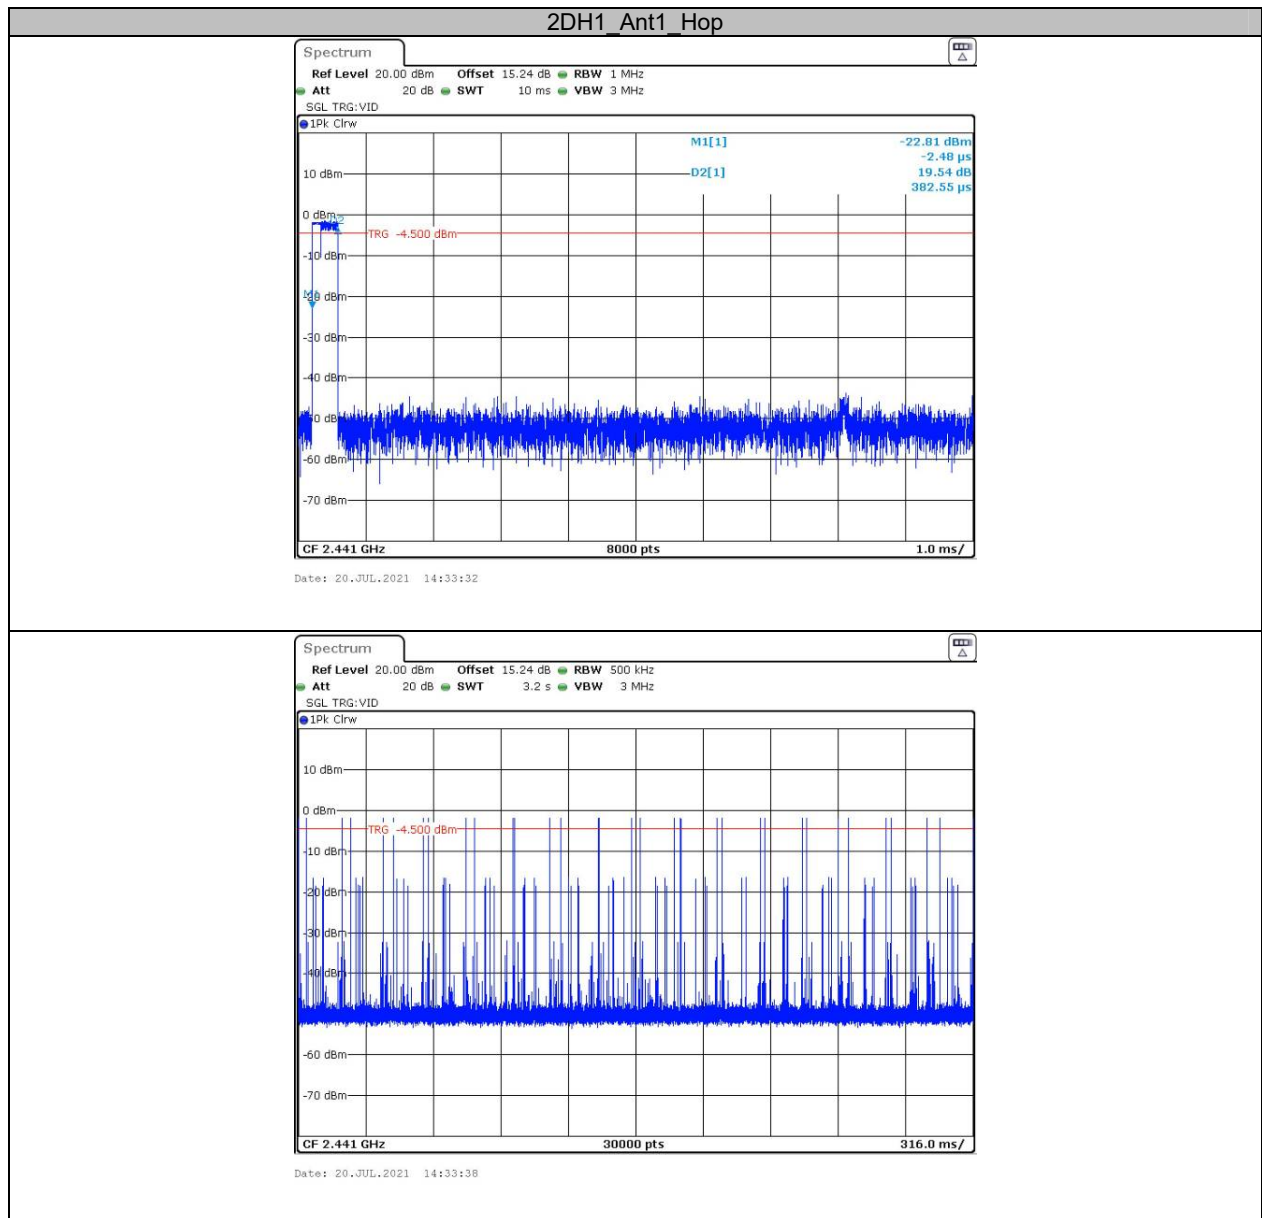 2DH1_Ant1_Hop
Spectrum
Ref Level 20.00 dBm Offset 15.24 dB RBW 1 MHz
Att 20 dB SWT 10 ms VBW 3 MHz
SGL TRG:VID
1Pk Clrw
M1[1] -22.81 dBm
-2.48 µs
10 dBm D2[1] 19.54 dB
382.55 µs
0 dBm D2
TRG -4.500 dBm
-10 dBm
M1
-20 dBm
-30 dBm
-40 dBm
-50 dBm
-60 dBm
-70 dBm
CF 2.441 GHz 8000 pts 1.0 ms/
Date: 20.JUL.2021 14:33:32
Spectrum
Ref Level 20.00 dBm Offset 15.24 dB RBW 500 kHz
Att 20 dB SWT 3.2 s VBW 3 MHz
SGL TRG:VID
1Pk Clrw
10 dBm
0 dBm
TRG -4.500 dBm
-10 dBm
-20 dBm
-30 dBm
-40 dBm
-60 dBm
-70 dBm
CF 2.441 GHz 30000 pts 316.0 ms/
Date: 20.JUL.2021 14:33:38